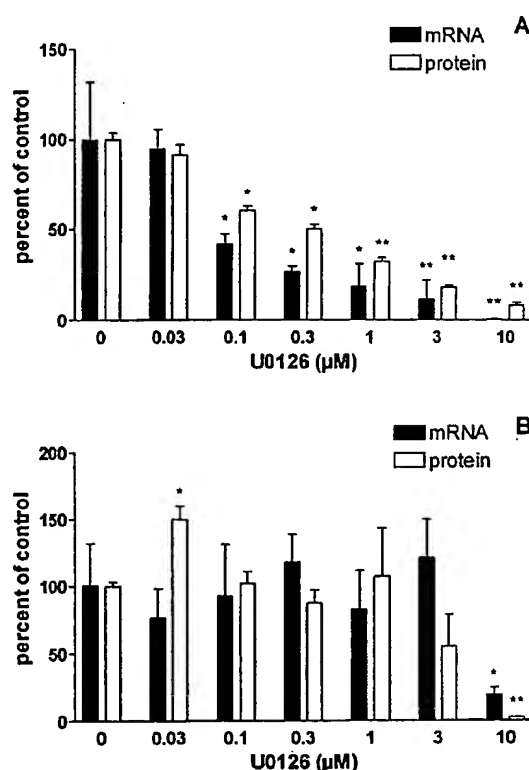 A
mRNA
protein
percent of control
150
100
50
0
* * * * * ** ** ** ** **
0 0.03 0.1 0.3 1 3 10
U0126 (µM)
B
mRNA
protein
percent of control
200
150
100
50
0
* * **
0 0.03 0.1 0.3 1 3 10
U0126 (µM)